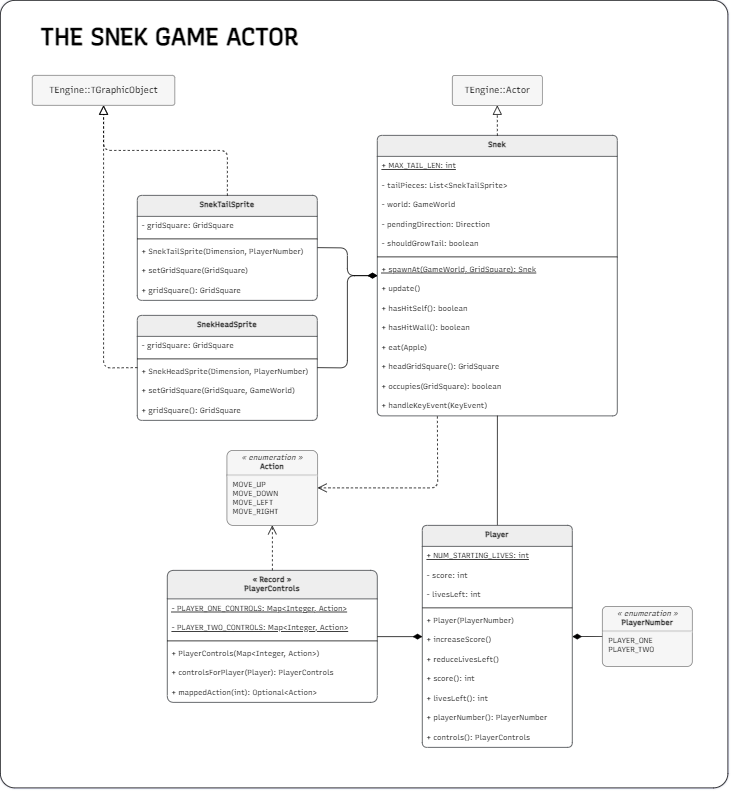 THE SNEK GAME ACTOR
TEngine::TGraphicObject
TEngine::Actor
Snek
+ MAX_TAIL_LEN: int
- tailPieces: List<SnekTailSprite>
- world: GameWorld
- pendingDirection: Direction
- shouldGrowTail: boolean
+ spawnAt(GameWorld, GridSquare): Snek
+ update()
+ hasHitSelf(): boolean
+ hasHitWall(): boolean
+ eat(Apple)
+ headGridSquare(): GridSquare
+ occupies(GridSquare): boolean
+ handleKeyEvent(KeyEvent)
SnekTailSprite
- gridSquare: GridSquare
+ SnekTailSprite(Dimension, PlayerNumber)
+ setGridSquare(GridSquare)
+ gridSquare(): GridSquare
SnekHeadSprite
- gridSquare: GridSquare
+ SnekHeadSprite(Dimension, PlayerNumber)
+ setGridSquare(GridSquare, GameWorld)
+ gridSquare(): GridSquare
« enumeration »
Action
MOVE_UP
MOVE_DOWN
MOVE_LEFT
MOVE_RIGHT
« Record »
PlayerControls
- PLAYER_ONE_CONTROLS: Map<Integer, Action>
- PLAYER_TWO_CONTROLS: Map<Integer, Action>
+ PlayerControls(Map<Integer, Action>)
+ controlsForPlayer(Player): PlayerControls
+ mappedAction(int): Optional<Action>
Player
+ NUM_STARTING_LIVES: int
- score: int
- livesLeft: int
+ Player(PlayerNumber)
+ increaseScore()
+ reduceLivesLeft()
+ score(): int
+ livesLeft(): int
+ playerNumber(): PlayerNumber
+ controls(): PlayerControls
« enumeration »
PlayerNumber
PLAYER_ONE
PLAYER_TWO